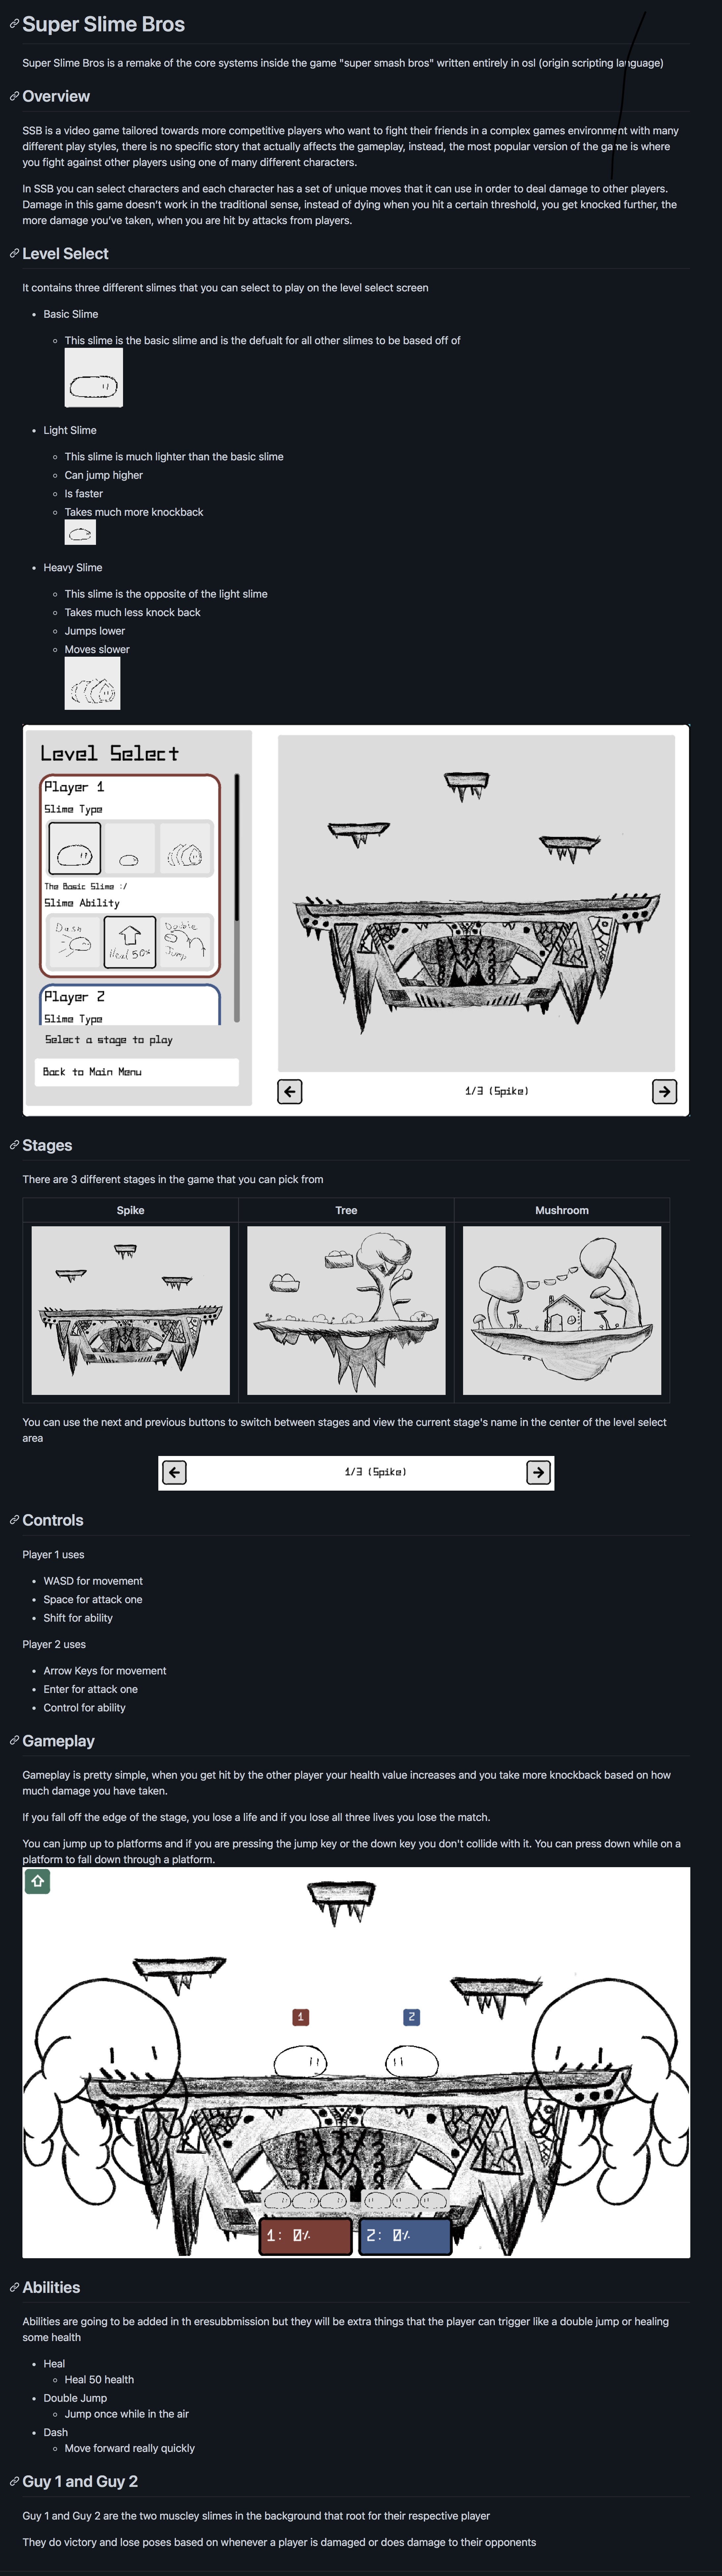 Super Slime Bros
Super Slime Bros is a remake of the core systems inside the game "super smash bros" written entirely in osl (origin scripting language)
Overview
SSB is a video game tailored towards more competitive players who want to fight their friends in a complex games environment with many
different play styles, there is no specific story that actually affects the gameplay, instead, the most popular version of the game is where
you fight against other players using one of many different characters.
In SSB you can select characters and each character has a set of unique moves that it can use in order to deal damage to other players.
Damage in this game doesn't work in the traditional sense, instead of dying when you hit a certain threshold, you get knocked further, the
more damage you've taken, when you are hit by attacks from players.
Level Select
It contains three different slimes that you can select to play on the level select screen
Basic Slime
This slime is the basic slime and is the defualt for all other slimes to be based off of
Light Slime
This slime is much lighter than the basic slime
Can jump higher
Is faster
Takes much more knockback
Heavy Slime
This slime is the opposite of the light slime
Takes much less knock back
Jumps lower
Moves slower
Level Select
Player 1
Slime Type
The Basic Slime :/
Slime Ability
Dash
Heal 50%
Double
Jump
Player 2
Slime Type
Select a stage to play
Back to Main Menu
1/3 (Spike)
Stages
There are 3 different stages in the game that you can pick from
Spike Tree Mushroom
You can use the next and previous buttons to switch between stages and view the current stage's name in the center of the level select
area
1/3 (Spike)
Controls
Player 1 uses
WASD for movement
Space for attack one
Shift for ability
Player 2 uses
Arrow Keys for movement
Enter for attack one
Control for ability
Gameplay
Gameplay is pretty simple, when you get hit by the other player your health value increases and you take more knockback based on how
much damage you have taken.
If you fall off the edge of the stage, you lose a life and if you lose all three lives you lose the match.
You can jump up to platforms and if you are pressing the jump key or the down key you don't collide with it. You can press down while on a
platform to fall down through a platform.
1 2
1: 0% 2: 0%
Abilities
Abilities are going to be added in th eresubbmission but they will be extra things that the player can trigger like a double jump or healing
some health
Heal
Heal 50 health
Double Jump
Jump once while in the air
Dash
Move forward really quickly
Guy 1 and Guy 2
Guy 1 and Guy 2 are the two muscley slimes in the background that root for their respective player
They do victory and lose poses based on whenever a player is damaged or does damage to their opponents